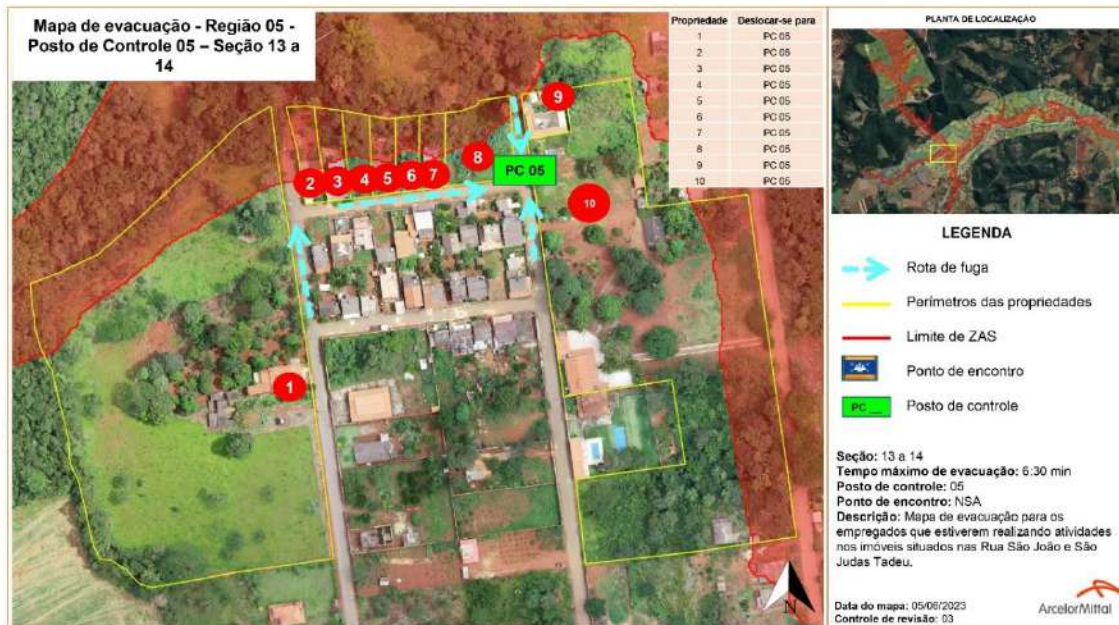 Mapa de evacuação - Região 05 -
Posto de Controle 05 – Seção 13 a
14
Propriedade Deslocar-se para
1 PC 05
2 PC 05
3 PC 05
4 PC 05
5 PC 05
6 PC 05
7 PC 05
8 PC 05
9 PC 05
10 PC 05
9
8
PC 05
2 3 4 5 6 7
10
1
N
PLANTA DE LOCALIZAÇÃO
LEGENDA
Rota de fuga
Perímetros das propriedades
Limite de ZAS
Ponto de encontro
PC __ Posto de controle
Seção: 13 a 14
Tempo máximo de evacuação: 6:30 min
Posto de controle: 05
Ponto de encontro: NSA
Descrição: Mapa de evacuação para os
empregados que estiverem realizando atividades
nos imóveis situados nas Rua São João e São
Judas Tadeu.
Data do mapa: 05/06/2023
Controle de revisão: 03
ArcelorMittal